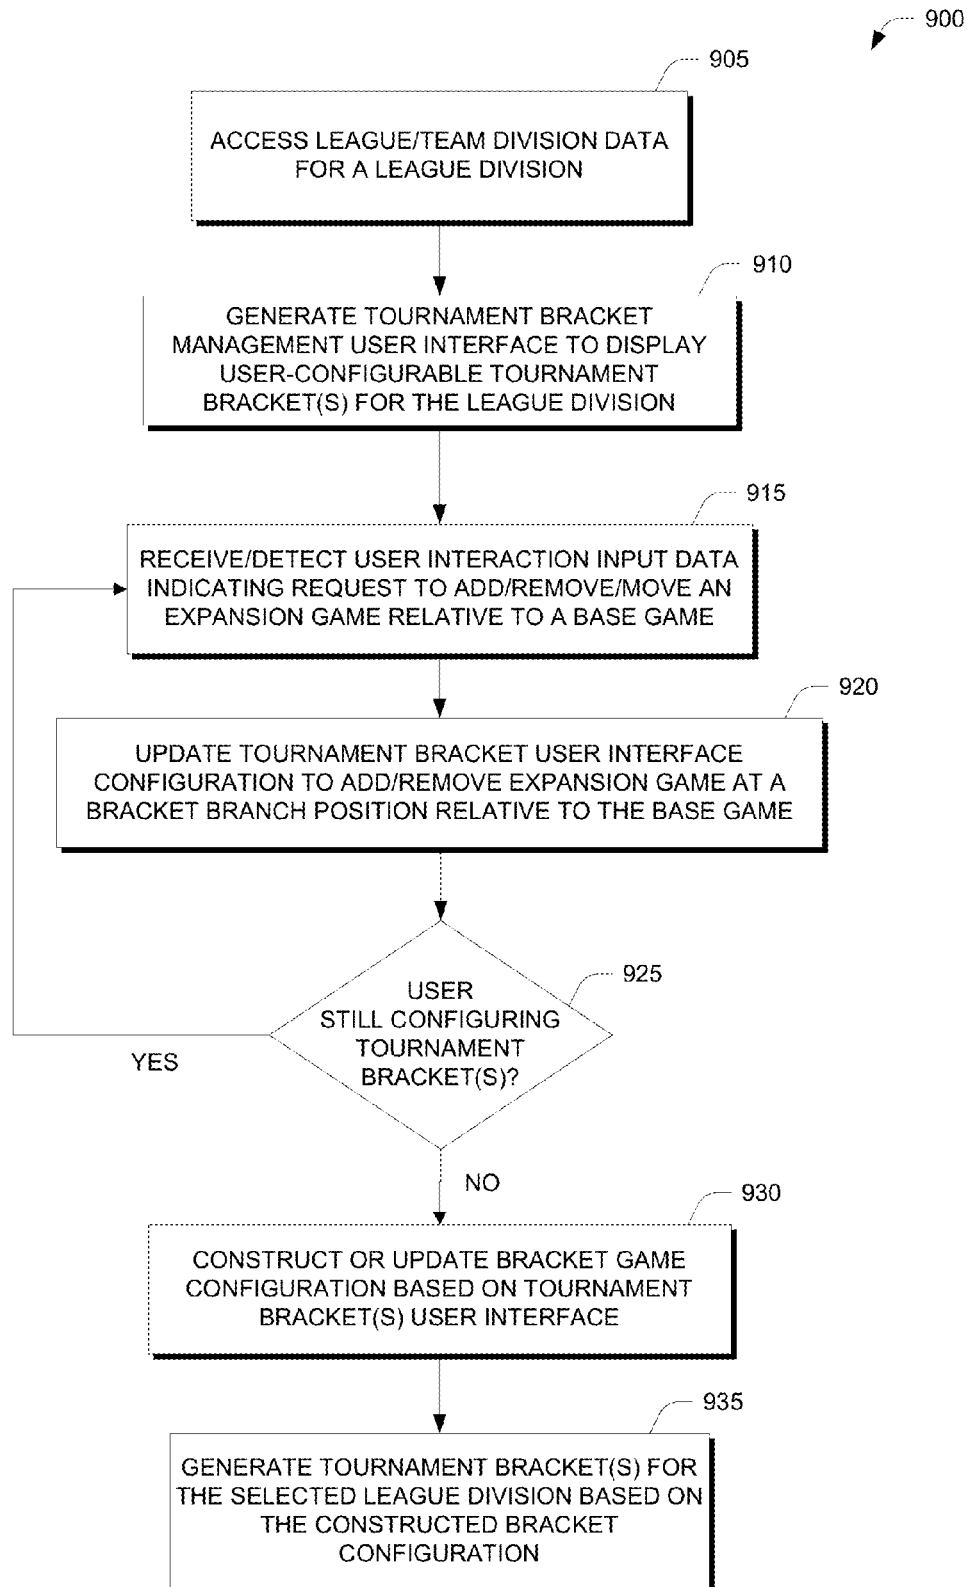 900
905
ACCESS LEAGUE/TEAM DIVISION DATA
FOR A LEAGUE DIVISION
910
GENERATE TOURNAMENT BRACKET
MANAGEMENT USER INTERFACE TO DISPLAY
USER-CONFIGURABLE TOURNAMENT
BRACKET(S) FOR THE LEAGUE DIVISION
915
RECEIVE/DETECT USER INTERACTION INPUT DATA
INDICATING REQUEST TO ADD/REMOVE/MOVE AN
EXPANSION GAME RELATIVE TO A BASE GAME
920
UPDATE TOURNAMENT BRACKET USER INTERFACE
CONFIGURATION TO ADD/REMOVE EXPANSION GAME AT A
BRACKET BRANCH POSITION RELATIVE TO THE BASE GAME
925
USER
STILL CONFIGURING
TOURNAMENT
BRACKET(S)?
YES
NO
930
CONSTRUCT OR UPDATE BRACKET GAME
CONFIGURATION BASED ON TOURNAMENT
BRACKET(S) USER INTERFACE
935
GENERATE TOURNAMENT BRACKET(S) FOR
THE SELECTED LEAGUE DIVISION BASED ON
THE CONSTRUCTED BRACKET
CONFIGURATION